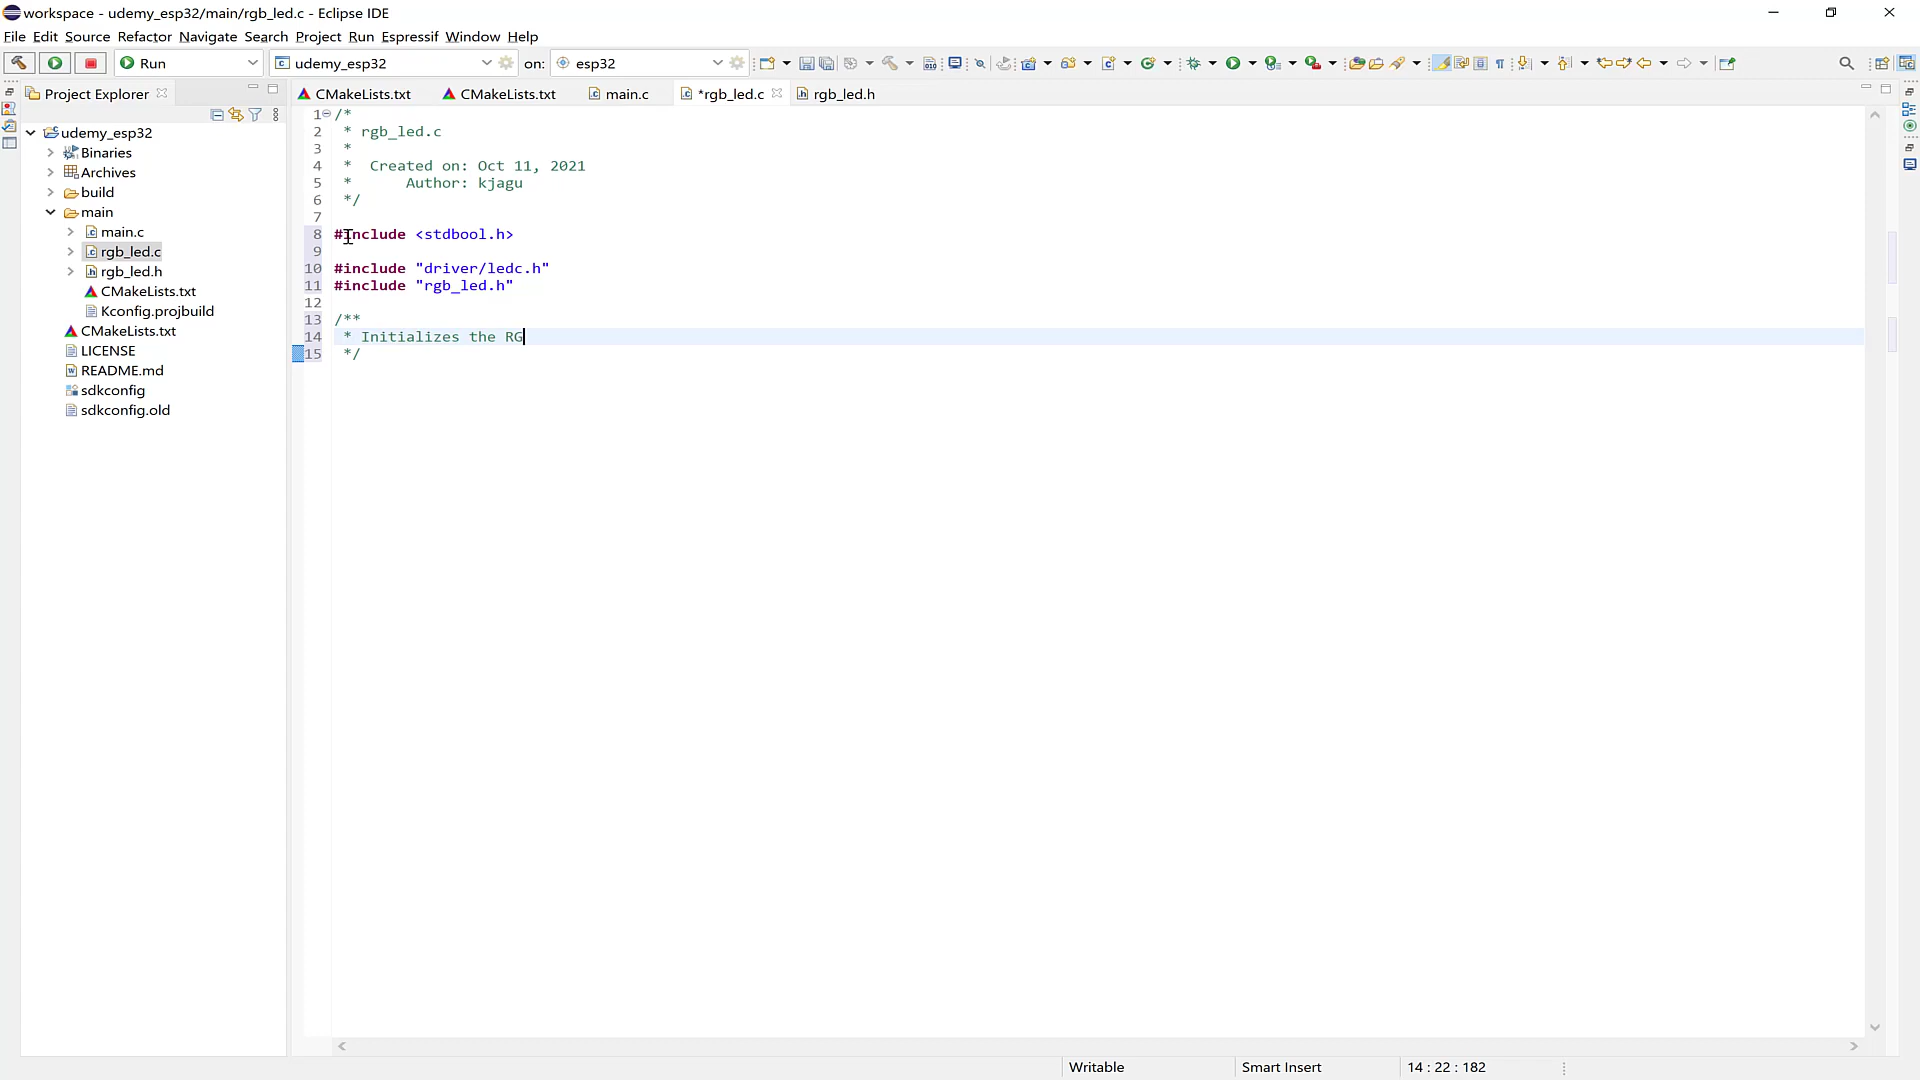 workspace - udemy_esp32/main/rgb_led.c - Eclipse IDE
File Edit Source Refactor Navigate Search Project Run Espressif Window Help
Run udemy_esp32 on: esp32
Project Explorer
CMakeLists.txt CMakeLists.txt main.c *rgb_led.c rgb_led.h
udemy_esp32
Binaries
Archives
build
main
main.c
rgb_led.c
rgb_led.h
CMakeLists.txt
Kconfig.projbuild
CMakeLists.txt
LICENSE
README.md
sdkconfig
sdkconfig.old
1 /*
2 * rgb_led.c
3 *
4 * Created on: Oct 11, 2021
5 * Author: kjagu
6 */
7
8 #include <stdbool.h>
9
10 #include "driver/ledc.h"
11 #include "rgb_led.h"
12
13 /**
14 * Initializes the RG
15 */
Writable Smart Insert 14 : 22 : 182